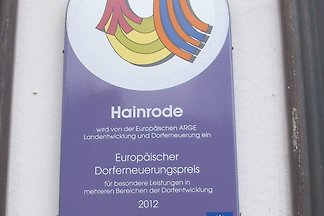 Hainrode
wird von der Europäischen ARGE
Landentwicklung und Dorferneuerung ein
Europäischer
Dorferneuerungspreis
für besondere Leistungen in
mehreren Bereichen der Dorfentwicklung
2012